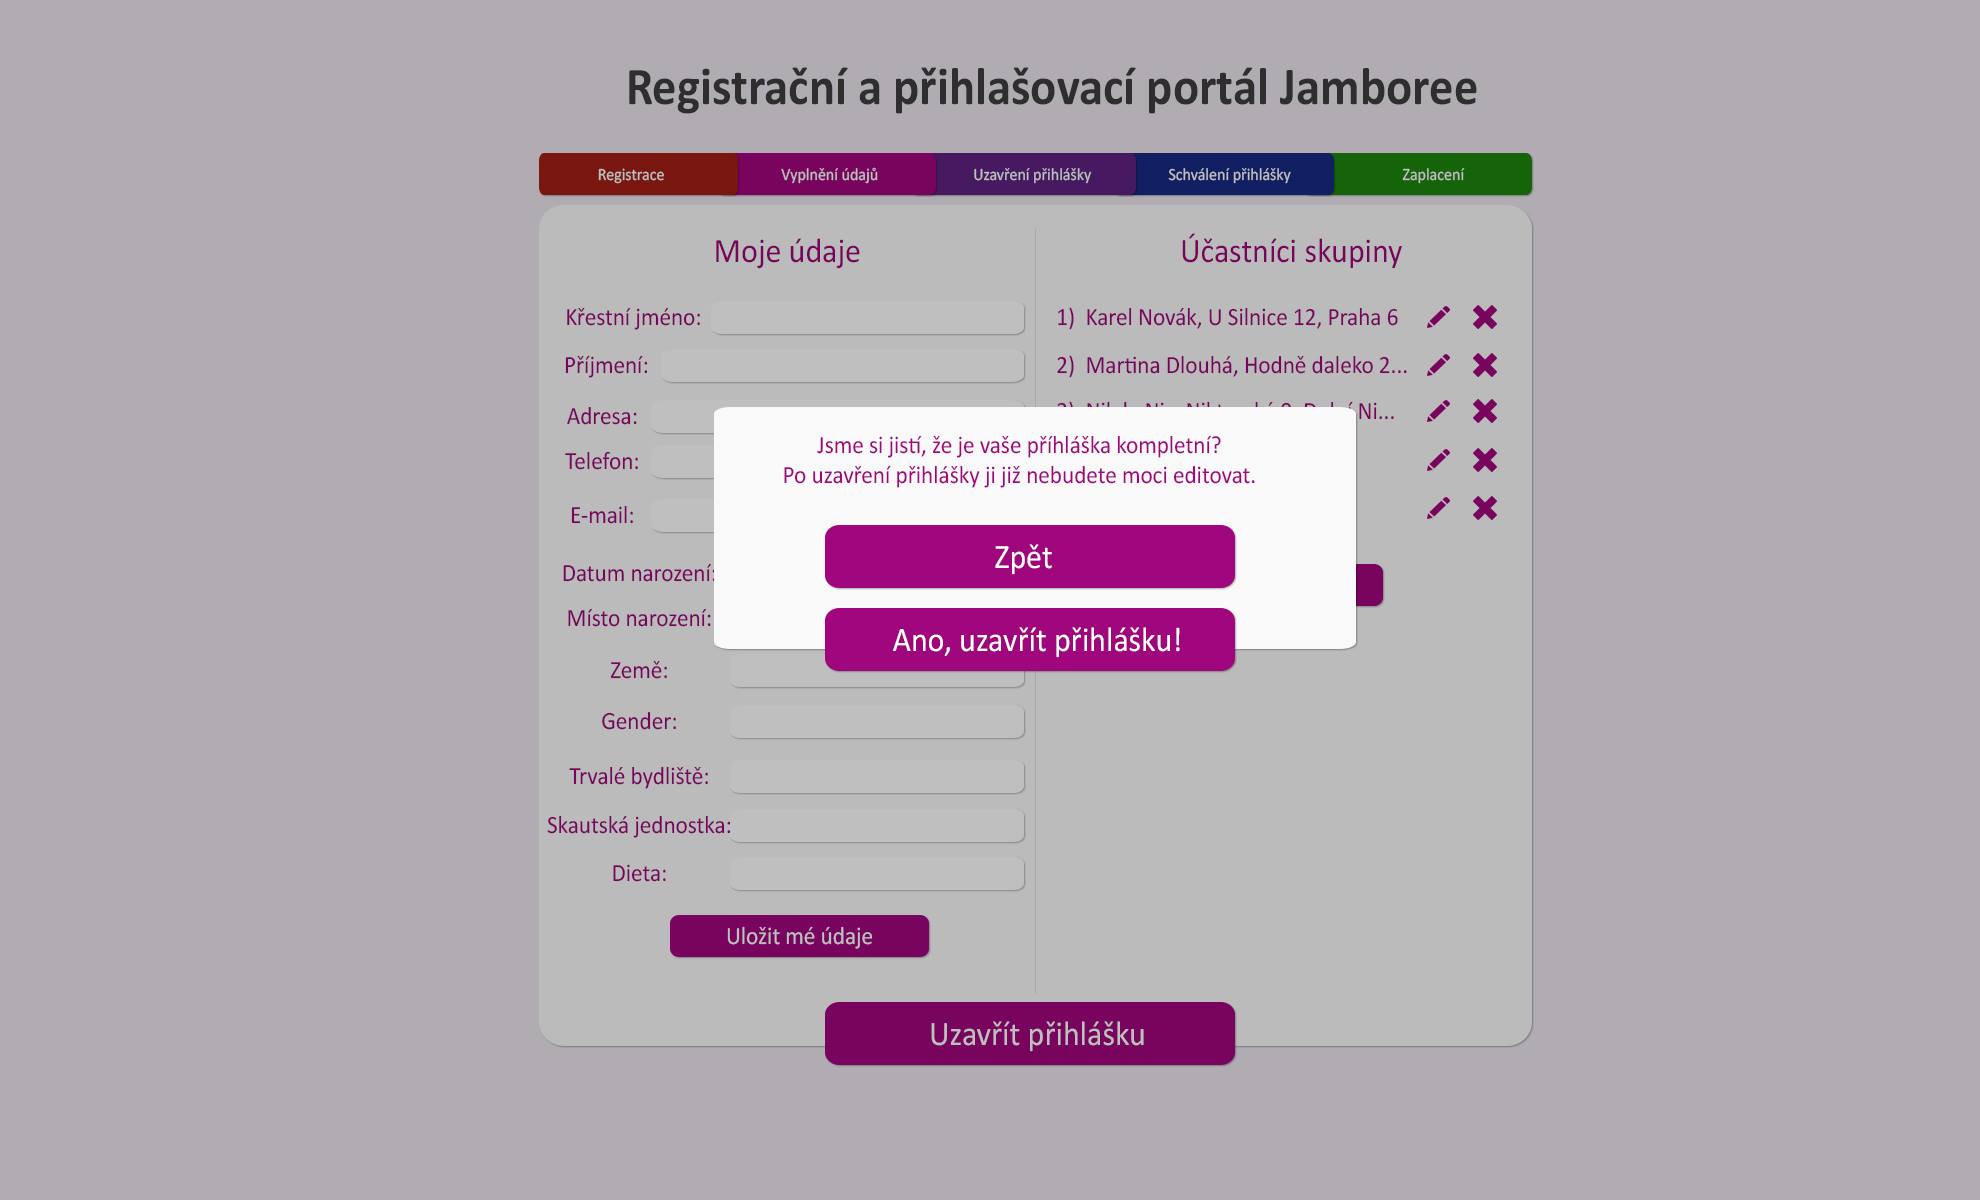 Registrační a přihlašovací portál Jamboree
Registrace
Vyplnění údajů
Uzavření přihlášky
Schválení přihlášky
Zaplacení
Moje údaje
Křestní jméno:
Příjmení:
Adresa:
Telefon:
E-mail:
Datum narození:
Místo narození:
Země:
Gender:
Trvalé bydliště:
Skautská jednostka:
Dieta:
Uložit mé údaje
Účastníci skupiny
1) Karel Novák, U Silnice 12, Praha 6
2) Martina Dlouhá, Hodně daleko 2...
Ni...
Jsme si jistí, že je vaše příhláška kompletní?
Po uzavření přihlášky ji již nebudete moci editovat.
Zpět
Ano, uzavřít přihlášku!
Uzavřít přihlášku